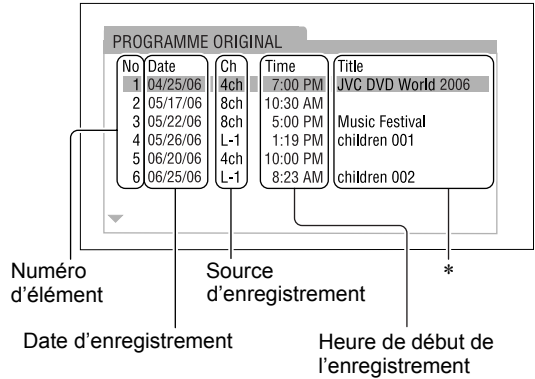 PROGRAMME ORIGINAL
No Date Ch Time Title
1 04/25/06 4ch 7:00 PM JVC DVD World 2006
2 05/17/06 8ch 10:30 AM
3 05/22/06 8ch 5:00 PM Music Festival
4 05/26/06 L-1 1:19 PM children 001
5 06/20/06 4ch 10:00 PM
6 06/25/06 L-1 8:23 AM children 002
Numéro
d'élément
Source
d'enregistrement
*
Date d'enregistrement
Heure de début de
l'enregistrement